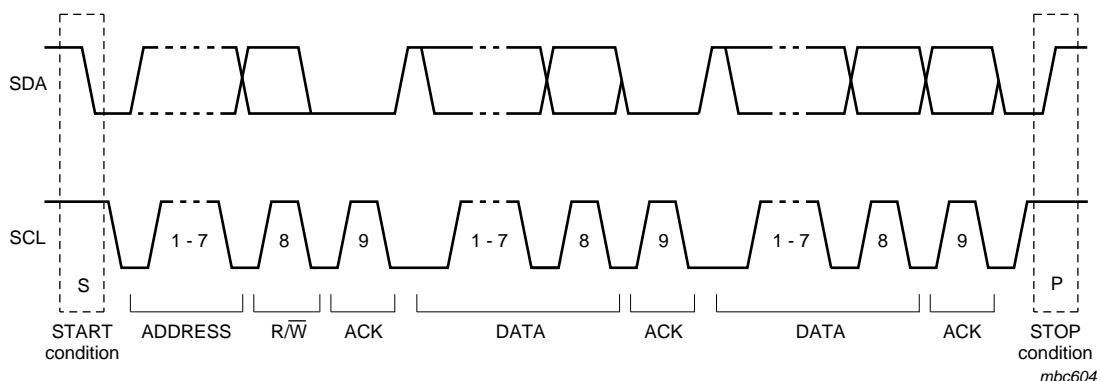 SDA
SCL
1 - 7
8
9
1 - 7
8
9
1 - 7
8
9
S
P
START
condition
ADDRESS
R/W̅
ACK
DATA
ACK
DATA
ACK
STOP
condition
mbc604